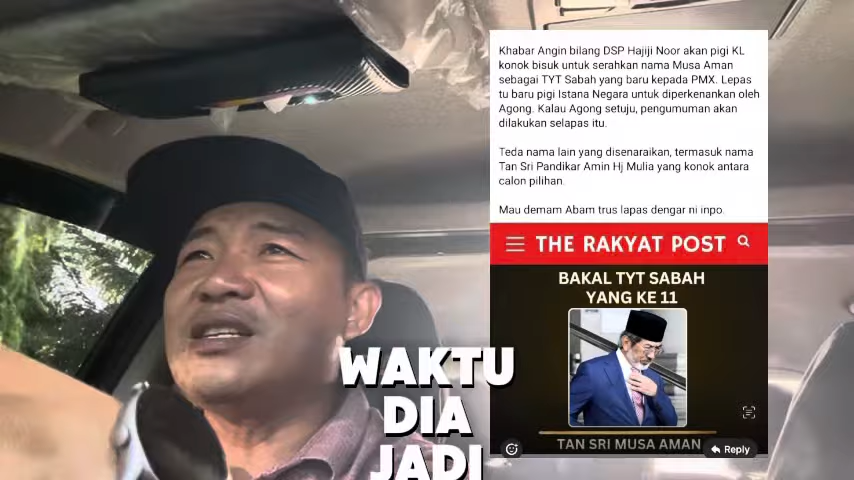 Khabar Angin bilang DSP Hajiji Noor akan pigi KL
konok bisuk untuk serahkan nama Musa Aman
sebagai TYT Sabah yang baru kepada PMX. Lepas
tu baru pigi Istana Negara untuk diperkenankan oleh
Agong. Kalau Agong setuju, pengumuman akan
dilakukan selapas itu.
Teda nama lain yang disenaraikan, termasuk nama
Tan Sri Pandikar Amin Hj Mulia yang konok antara
calon pilihan.
Mau demam Abam trus lapas dengar ni inpo.
THE RAKYAT POST
BAKAL TYT SABAH
YANG KE 11
TAN SRI MUSA AMAN
Reply
WAKTU
DIA
JADI